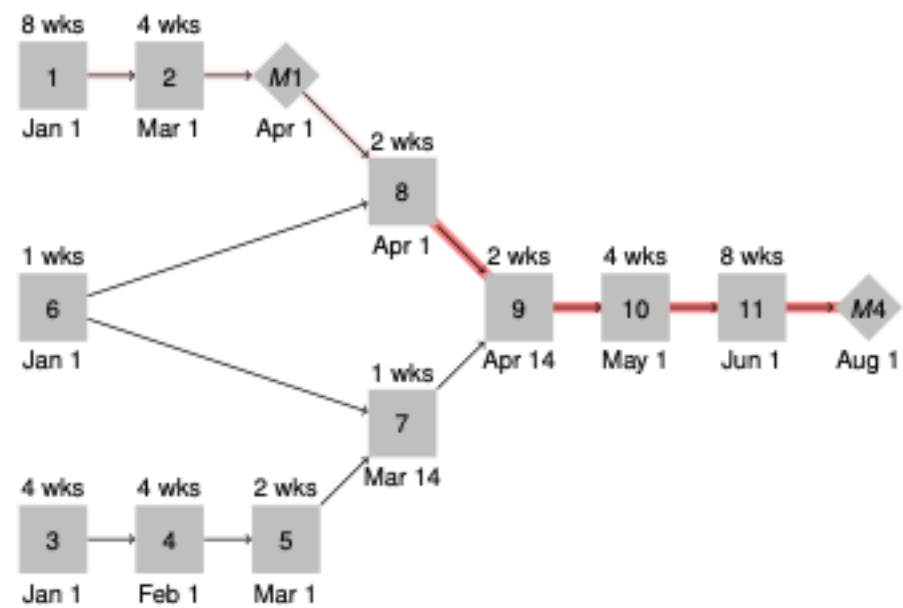 8 wks 4 wks
1 2 M1
Jan 1 Mar 1 Apr 1
2 wks
8
Apr 1
1 wks 2 wks 4 wks 8 wks
6 9 10 11 M4
Jan 1 Apr 14 May 1 Jun 1 Aug 1
1 wks
7
Mar 14
4 wks 4 wks 2 wks
3 4 5
Jan 1 Feb 1 Mar 1